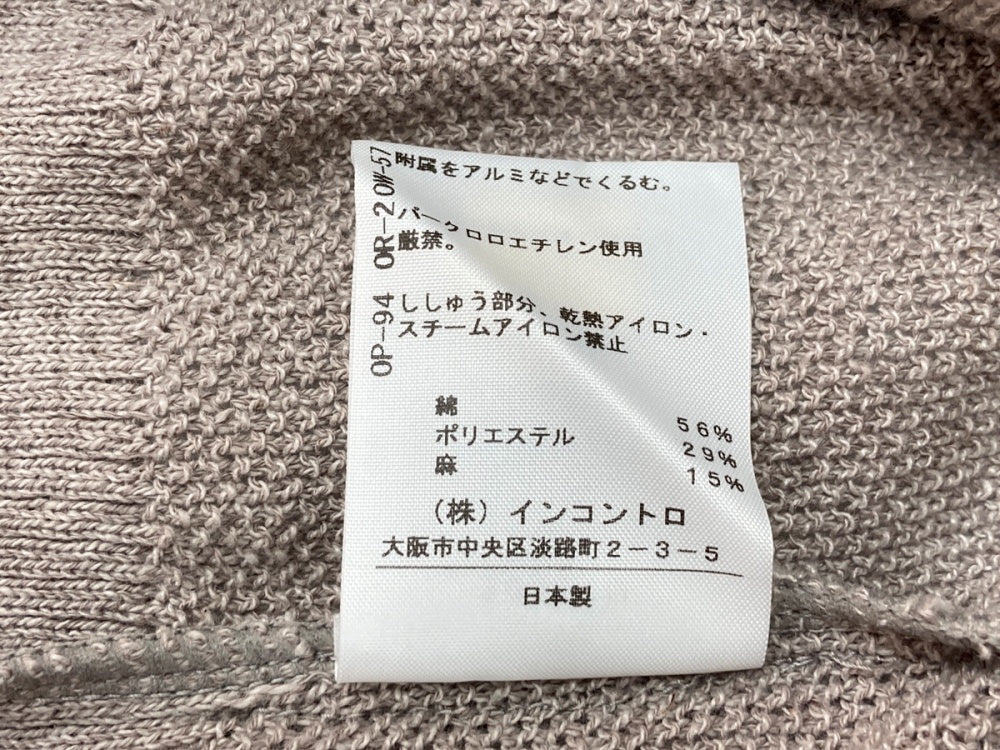 附属をアルミなどでくるむ。
パークロロエチレン使用
厳禁。
ししゅう部分、乾熱アイロン・
スチームアイロン禁止
綿 56%
ポリエステル 29%
麻 15%
（株）インコントロ
大阪市中央区淡路町2-3-5
日本製
OP-94 OR-2 OW-57